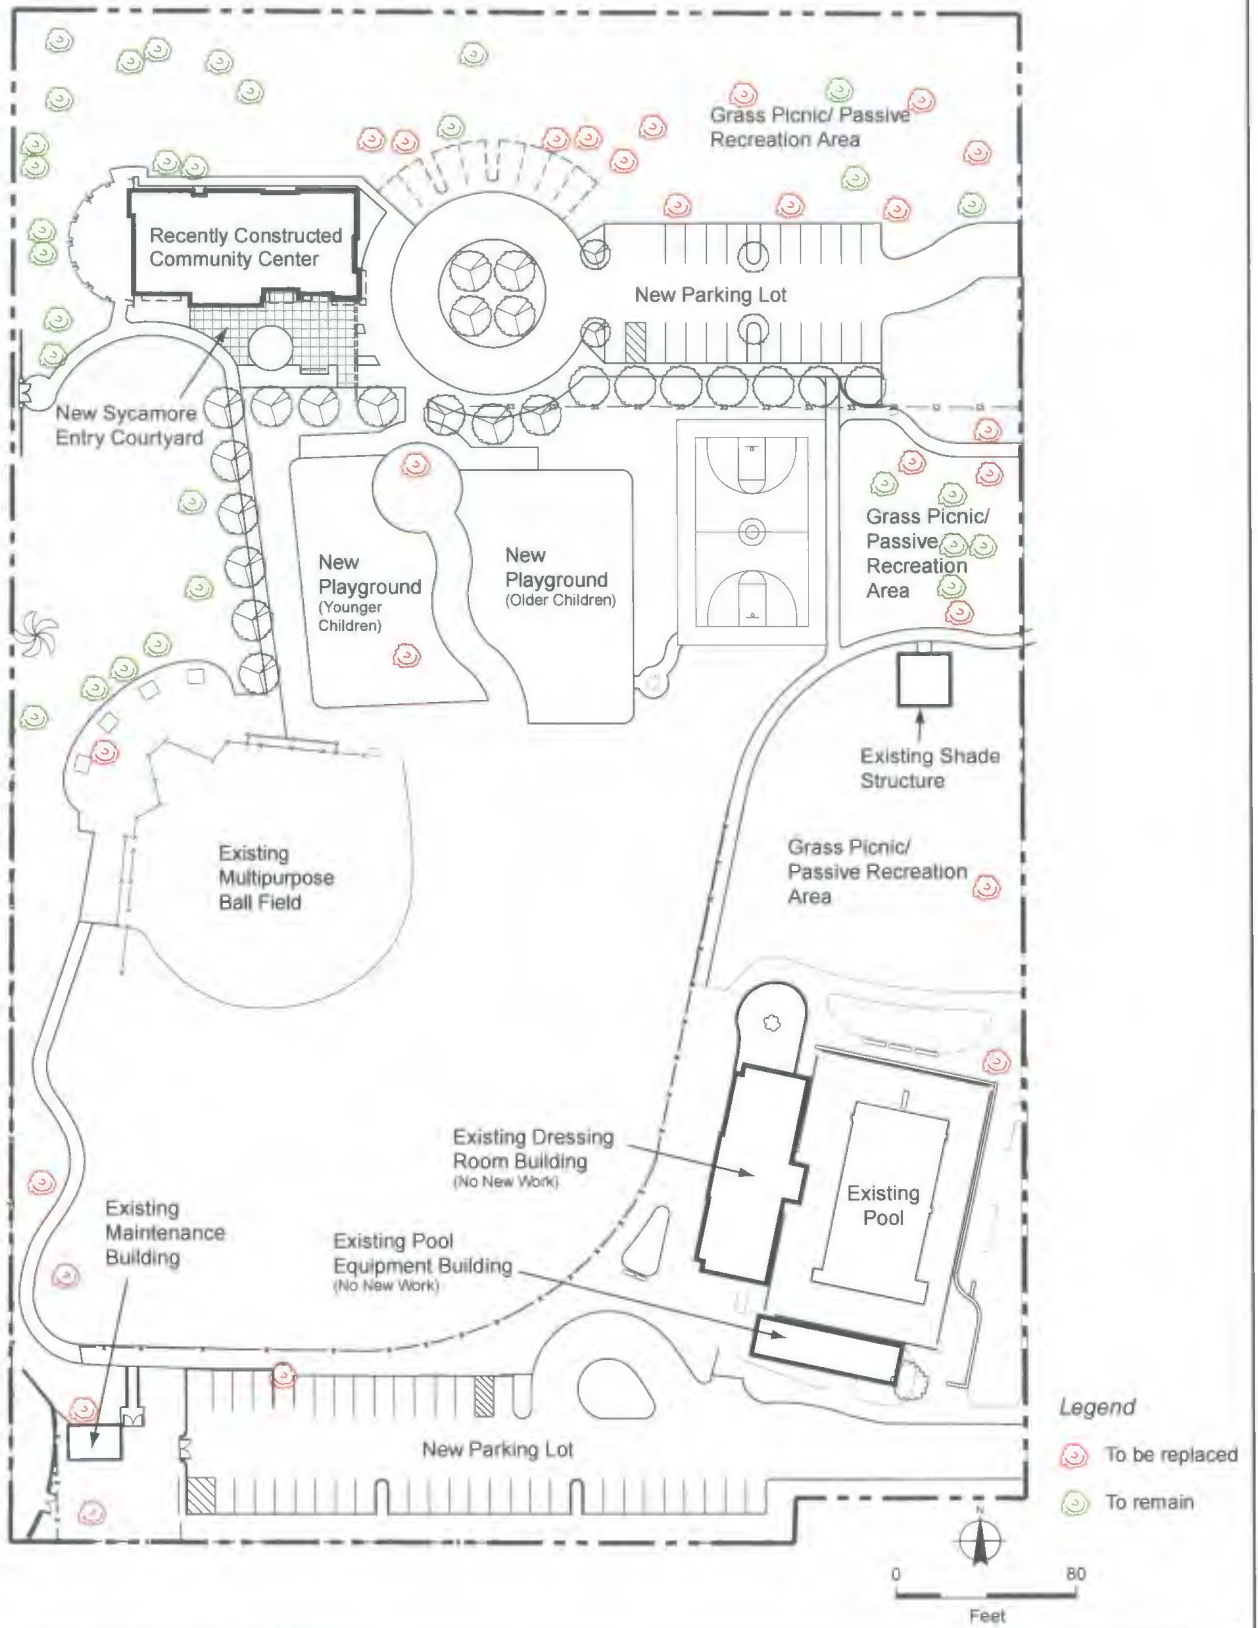 Grass Picnic/ Passive
Recreation Area
Recently Constructed
Community Center
New Parking Lot
New Sycamore
Entry Courtyard
Grass Picnic/
Passive
Recreation
Area
New
Playground
(Younger
Children)
New
Playground
(Older Children)
Existing Shade
Structure
Existing
Multipurpose
Ball Field
Grass Picnic/
Passive Recreation
Area
Existing Dressing
Room Building
(No New Work)
Existing
Pool
Existing
Maintenance
Building
Existing Pool
Equipment Building
(No New Work)
New Parking Lot
Legend
To be replaced
To remain
N
0 80
Feet